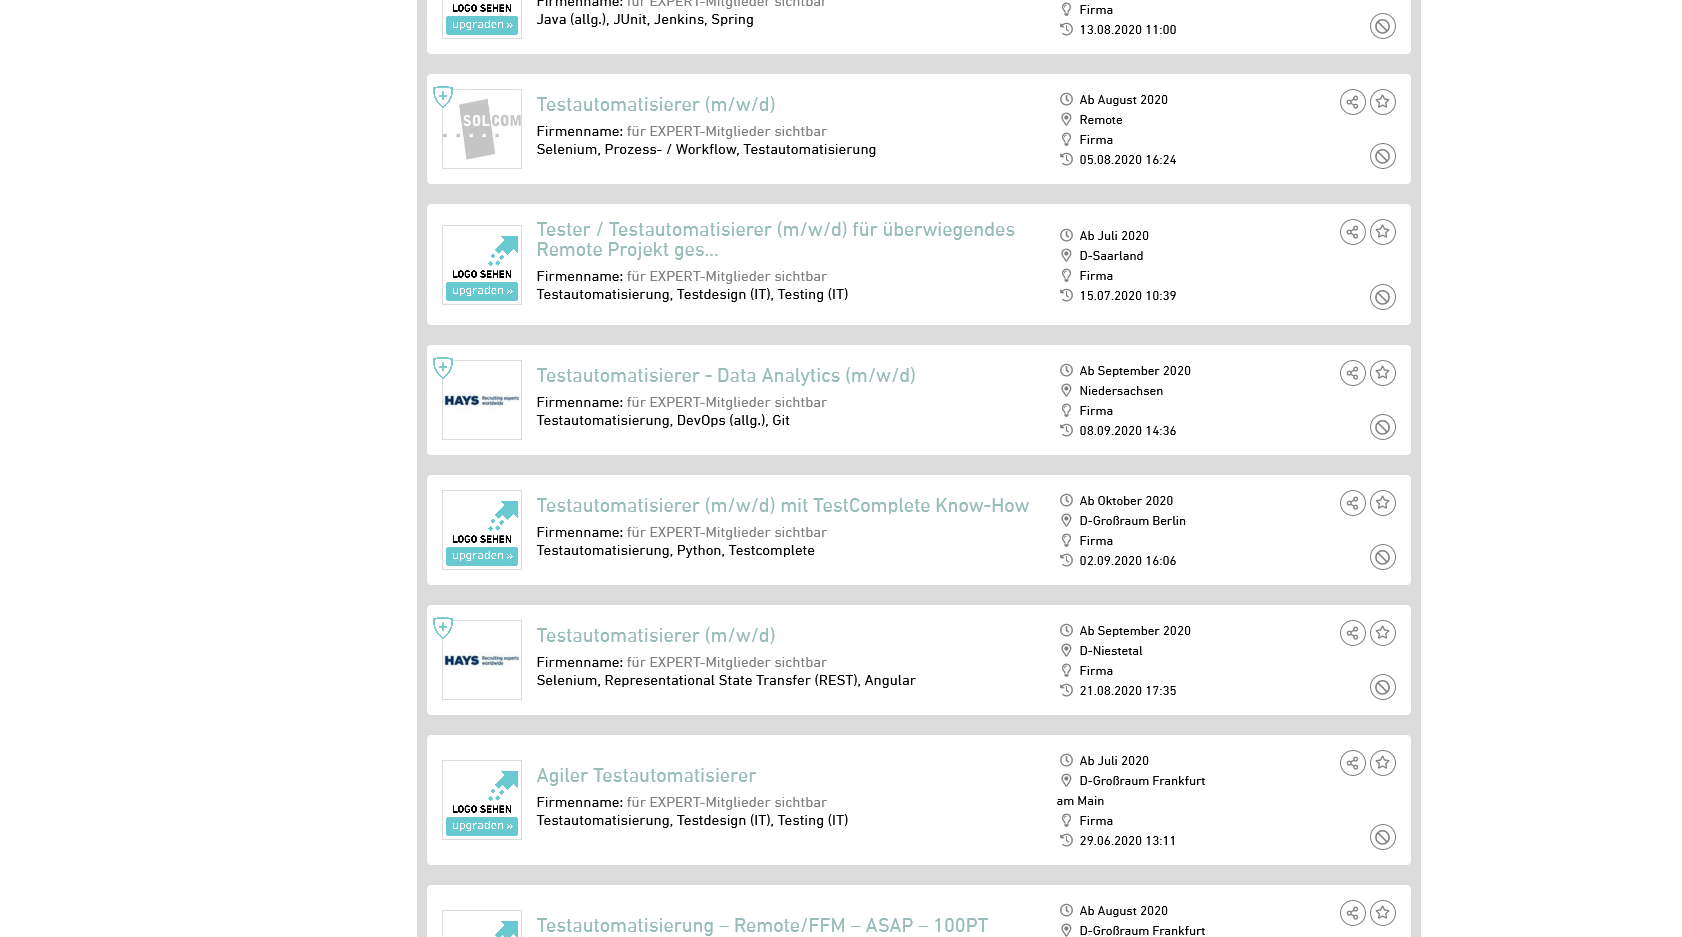 LOGO SEHEN
upgraden »
Firmenname: für EXPERT-Mitglieder sichtbar
Java (allg.), JUnit, Jenkins, Spring
Firma
13.08.2020 11:00
SOLCOM
Testautomatisierer (m/w/d)
Firmenname: für EXPERT-Mitglieder sichtbar
Selenium, Prozess- / Workflow, Testautomatisierung
Ab August 2020
Remote
Firma
05.08.2020 16:24
LOGO SEHEN
upgraden »
Tester / Testautomatisierer (m/w/d) für überwiegendes
Remote Projekt ges...
Firmenname: für EXPERT-Mitglieder sichtbar
Testautomatisierung, Testdesign (IT), Testing (IT)
Ab Juli 2020
D-Saarland
Firma
15.07.2020 10:39
HAYS Recruiting experts
worldwide
Testautomatisierer - Data Analytics (m/w/d)
Firmenname: für EXPERT-Mitglieder sichtbar
Testautomatisierung, DevOps (allg.), Git
Ab September 2020
Niedersachsen
Firma
08.09.2020 14:36
LOGO SEHEN
upgraden »
Testautomatisierer (m/w/d) mit TestComplete Know-How
Firmenname: für EXPERT-Mitglieder sichtbar
Testautomatisierung, Python, Testcomplete
Ab Oktober 2020
D-Großraum Berlin
Firma
02.09.2020 16:06
HAYS Recruiting experts
worldwide
Testautomatisierer (m/w/d)
Firmenname: für EXPERT-Mitglieder sichtbar
Selenium, Representational State Transfer (REST), Angular
Ab September 2020
D-Niestetal
Firma
21.08.2020 17:35
LOGO SEHEN
upgraden »
Agiler Testautomatisierer
Firmenname: für EXPERT-Mitglieder sichtbar
Testautomatisierung, Testdesign (IT), Testing (IT)
Ab Juli 2020
D-Großraum Frankfurt
am Main
Firma
29.06.2020 13:11
Testautomatisierung – Remote/FFM – ASAP – 100PT
Ab August 2020
D-Großraum Frankfurt